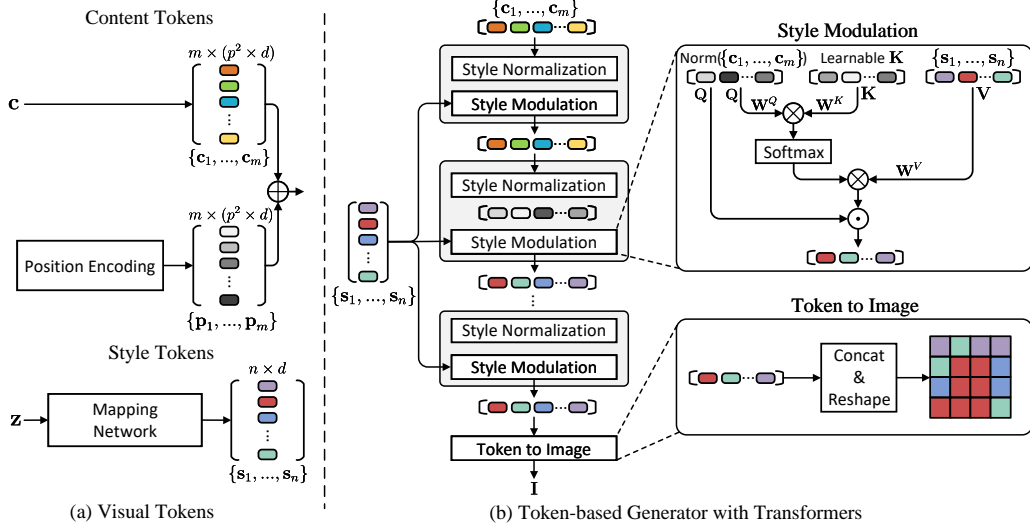 Content Tokens
m × (p² × d)
c
{c₁, ..., cₘ}
m × (p² × d)
Position Encoding
{p₁, ..., pₘ}
Style Tokens
n × d
z
Mapping
Network
{s₁, ..., sₙ}
(a) Visual Tokens
{c₁, ..., cₘ}
Style Normalization
Style Modulation
Style Normalization
Style Modulation
{s₁, ..., sₙ}
Style Normalization
Style Modulation
Token to Image
I
(b) Token-based Generator with Transformers
Style Modulation
Norm({c₁, ..., cₘ})
Learnable K
{s₁, ..., sₙ}
Q
Q
W^Q
W^K
K
V
Softmax
W^V
Token to Image
Concat
&
Reshape